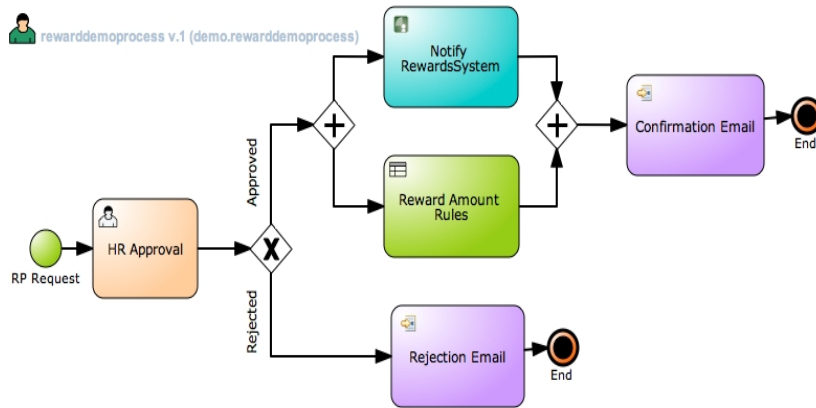 rewarddemoprocess v.1 (demo.rewarddemoprocess)
Notify
RewardsSystem
Approved
Confirmation Email
End
Reward Amount
Rules
HR Approval
X
RP Request
Rejected
Rejection Email
End